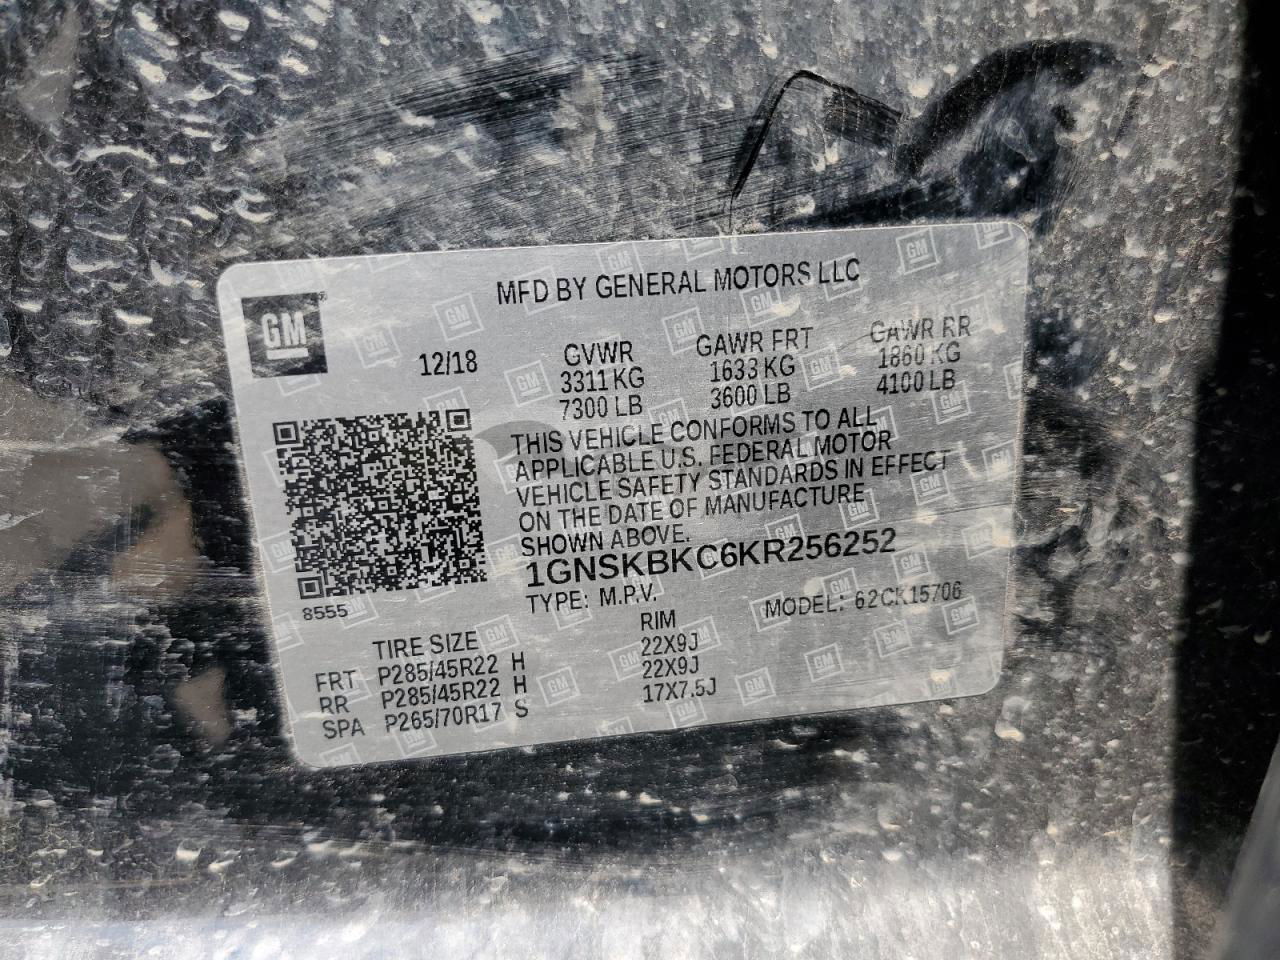 MFD BY GENERAL MOTORS LLC
GM
12/18
GVWR GAWR FRT GAWR RR
3311 KG 1633 KG 1860 KG
7300 LB 3600 LB 4100 LB
THIS VEHICLE CONFORMS TO ALL
APPLICABLE U.S. FEDERAL MOTOR
VEHICLE SAFETY STANDARDS IN EFFECT
ON THE DATE OF MANUFACTURE
SHOWN ABOVE.
1GNSKBKC6KR256252
8555
TYPE: M.P.V. MODEL: 62CK15706
TIRE SIZE RIM
FRT P285/45R22 H 22X9J
RR P285/45R22 H 22X9J
SPA P265/70R17 S 17X7.5J